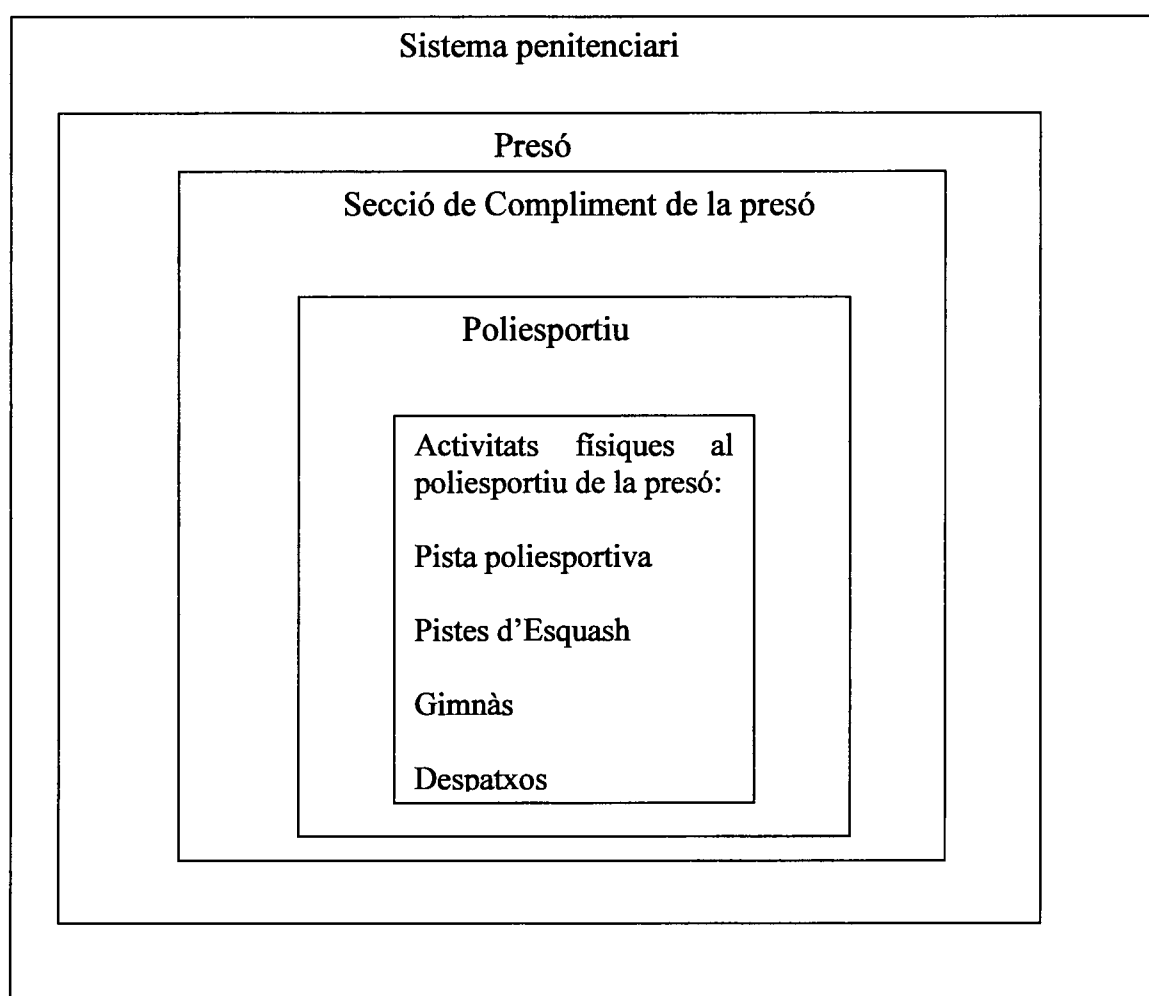 Sistema penitenciari
Presó
Secció de Compliment de la presó
Poliesportiu
Activitats físiques al
poliesportiu de la presó:
Pista poliesportiva
Pistes d’Esquash
Gimnàs
Despatxos